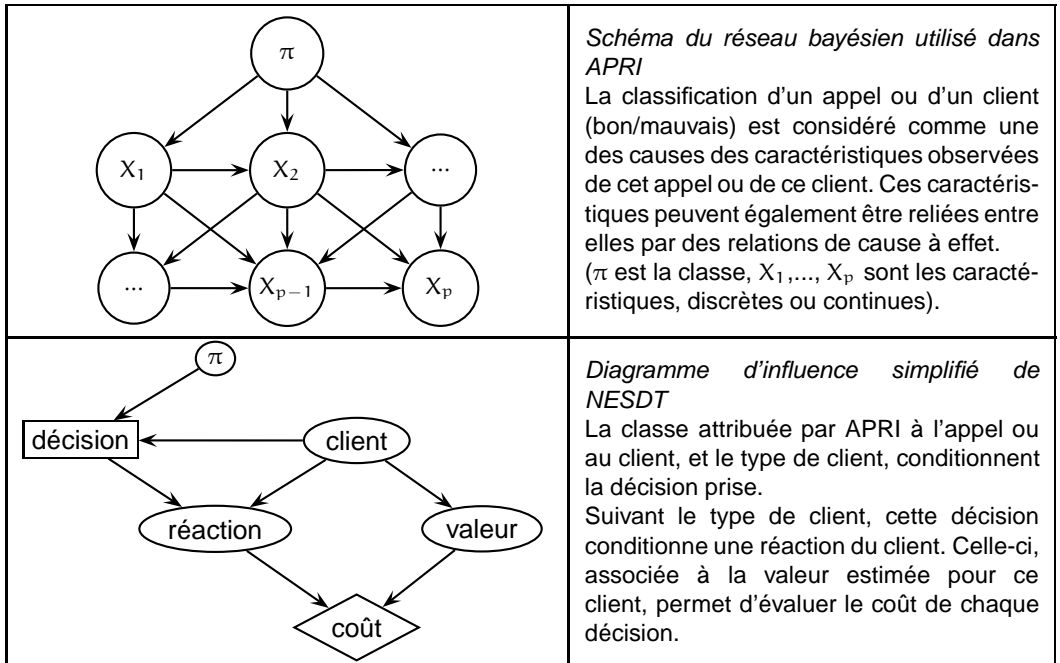 π
X1
X2
...
...
Xp−1
Xp
Schéma du réseau bayésien utilisé dans
APRI
La classification d'un appel ou d'un client
(bon/mauvais) est considéré comme une
des causes des caractéristiques observées
de cet appel ou de ce client. Ces caractéris-
tiques peuvent également être reliées entre
elles par des relations de cause à effet.
(π est la classe, X1,..., Xp sont les caracté-
ristiques, discrètes ou continues).
π
décision
client
réaction
valeur
coût
Diagramme d'influence simplifié de
NESDT
La classe attribuée par APRI à l'appel ou
au client, et le type de client, conditionnent
la décision prise.
Suivant le type de client, cette décision
conditionne une réaction du client. Celle-ci,
associée à la valeur estimée pour ce
client, permet d'évaluer le coût de chaque
décision.